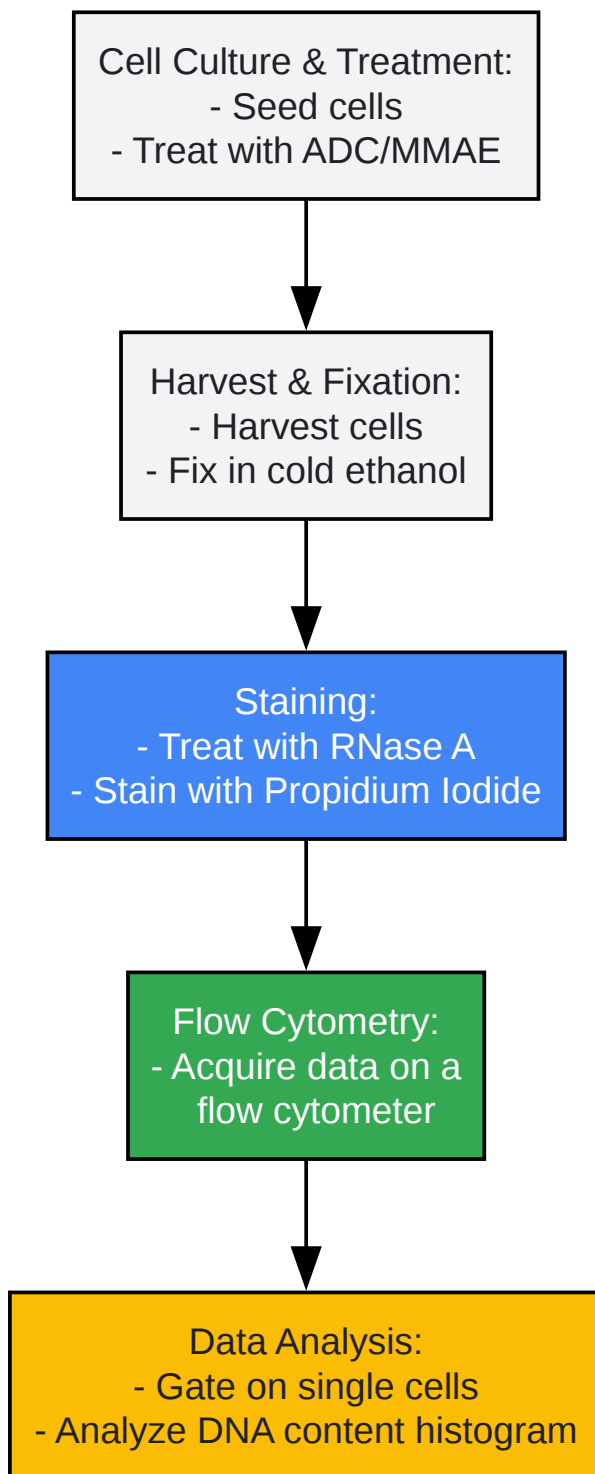 Cell Culture & Treatment:
- Seed cells
- Treat with ADC/MMAE
Harvest & Fixation:
- Harvest cells
- Fix in cold ethanol
Staining:
- Treat with RNase A
- Stain with Propidium Iodide
Flow Cytometry:
- Acquire data on a
flow cytometer
Data Analysis:
- Gate on single cells
- Analyze DNA content histogram